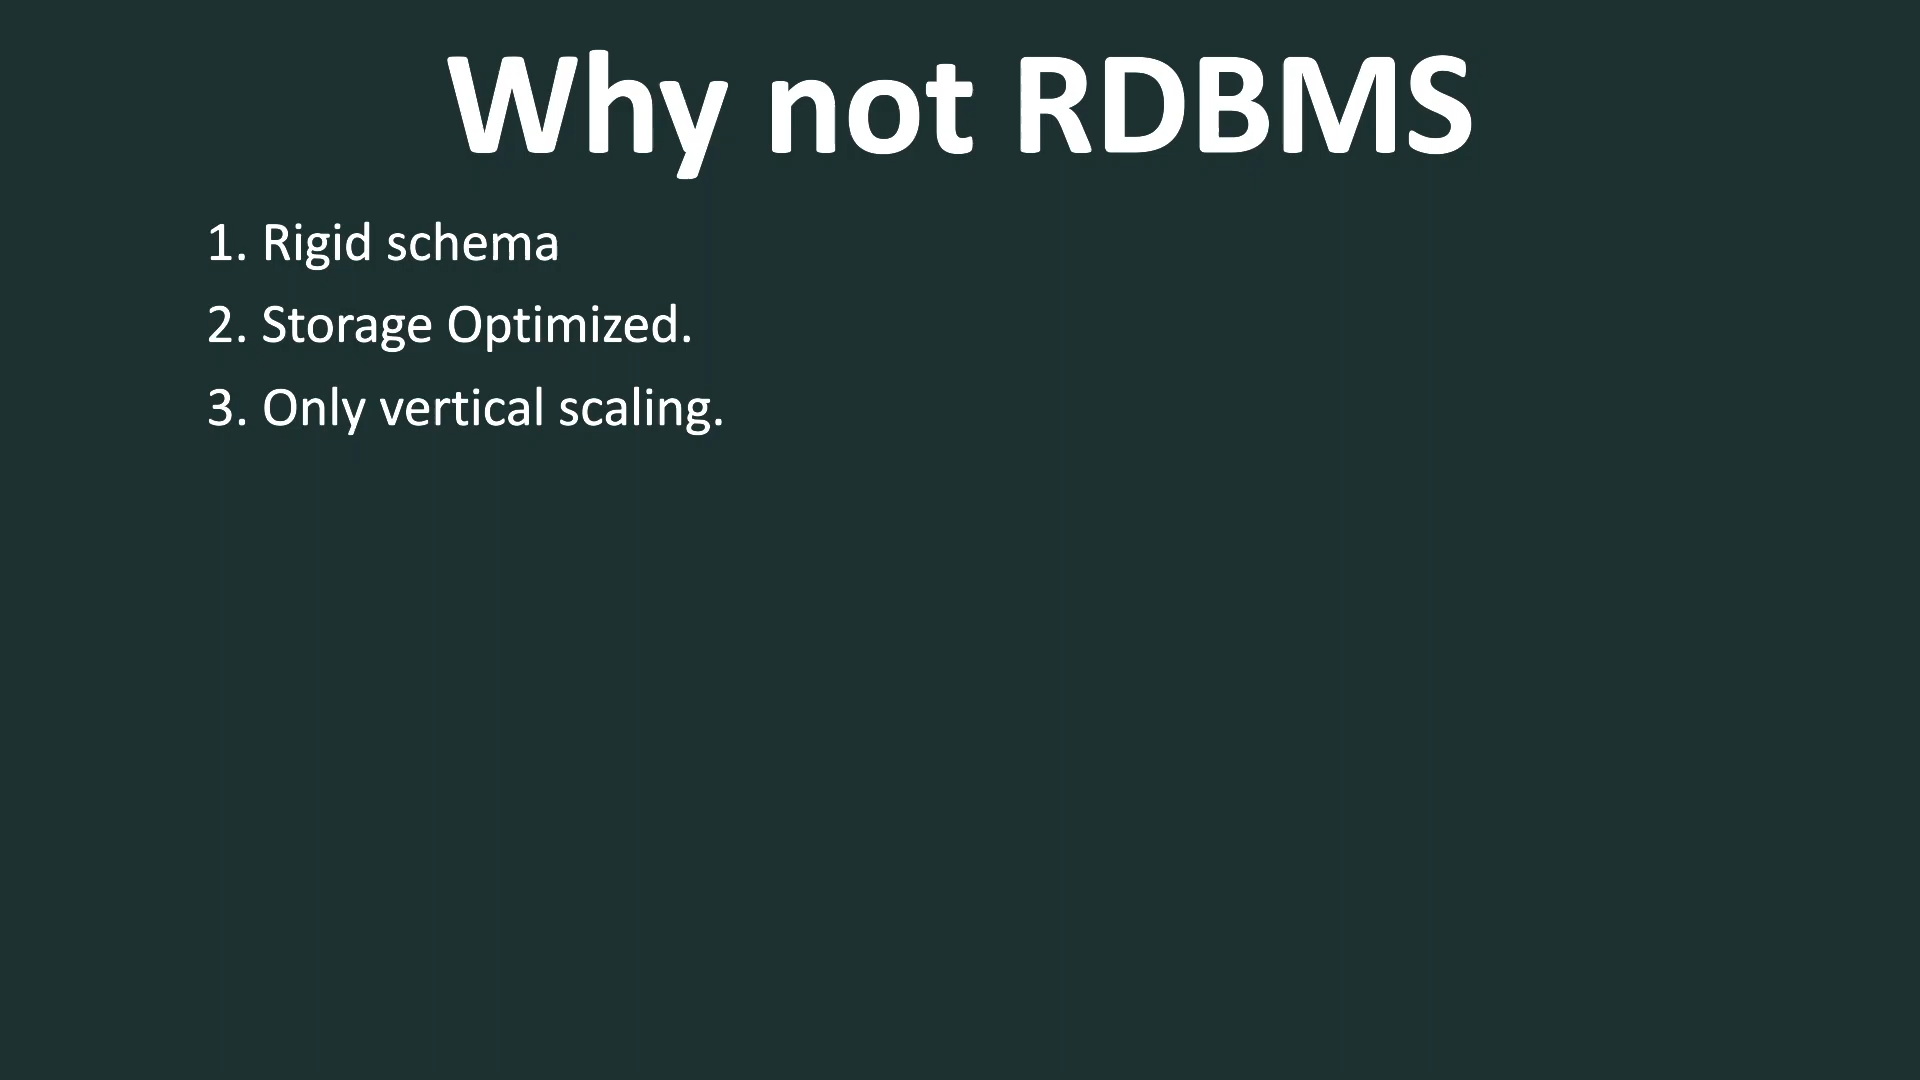 Why not RDBMS
1. Rigid schema
2. Storage Optimized.
3. Only vertical scaling.